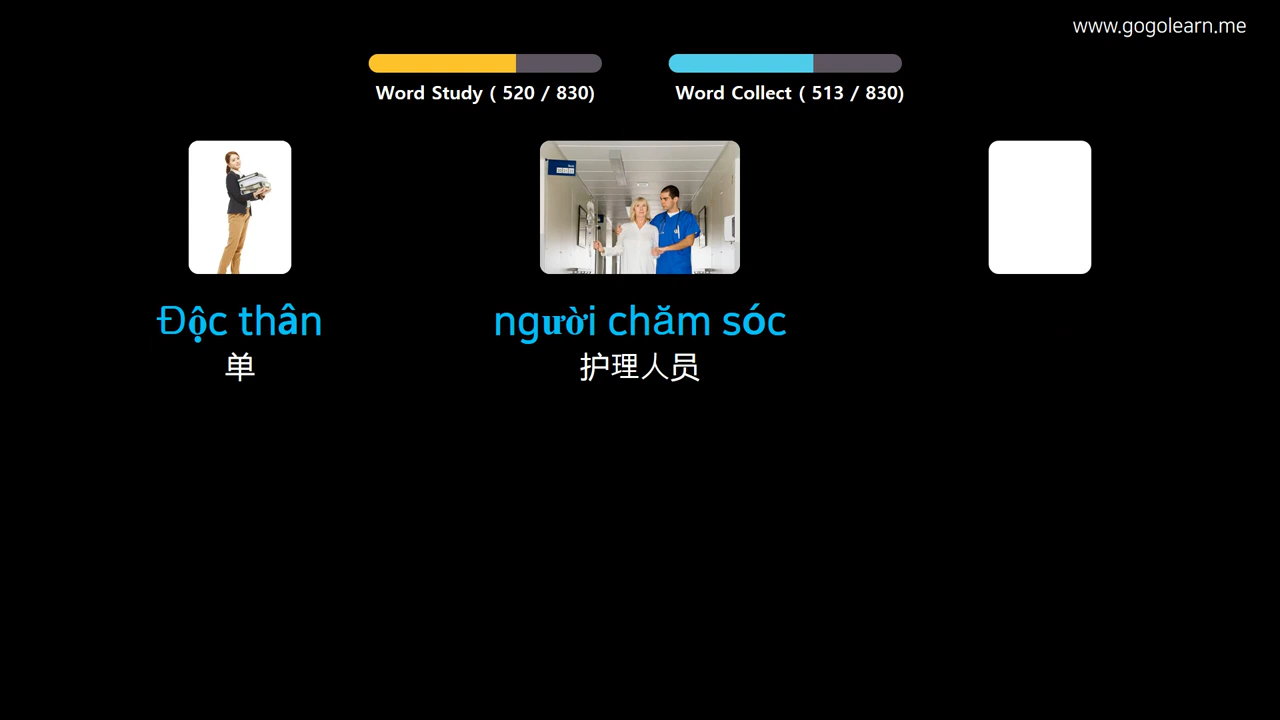 www.gogolearn.me
Word Study ( 520 / 830)
Word Collect ( 513 / 830)
Độc thân
người chăm sóc
单
护理人员